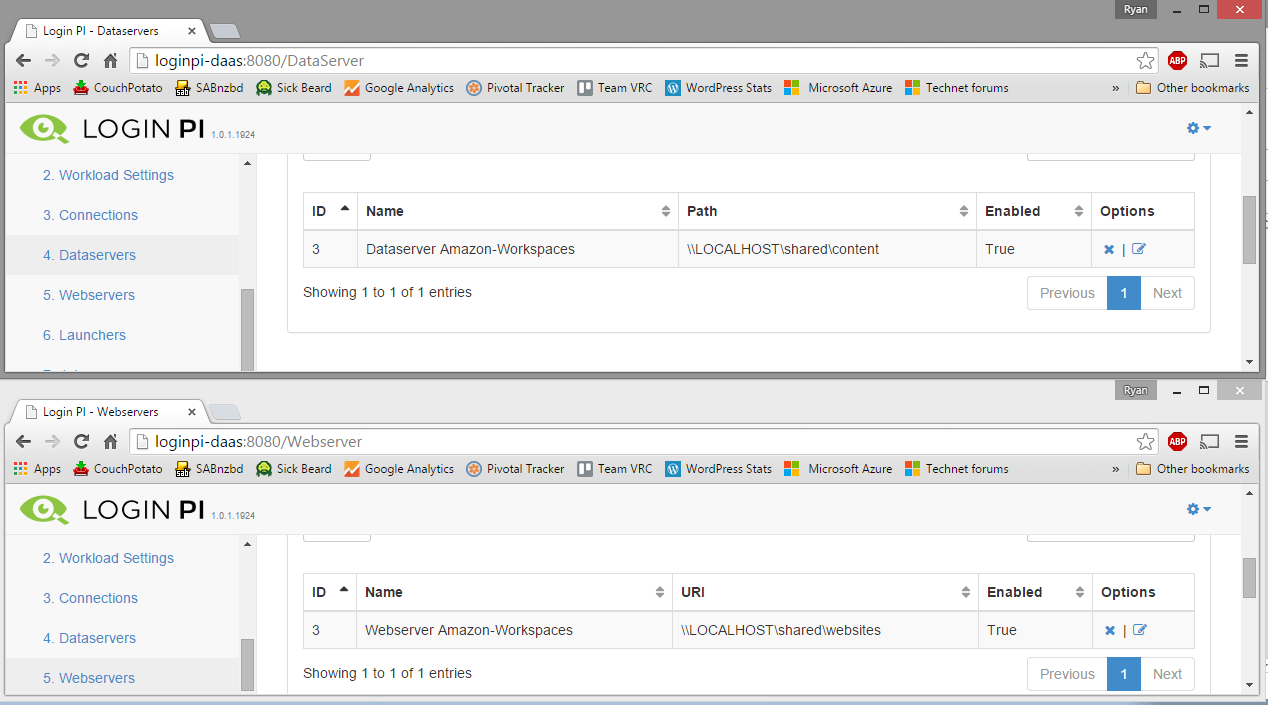 Ryan
Login PI - Dataservers
loginpi-daas:8080/DataServer
ABP
Apps CouchPotato SABnzbd Sick Beard Google Analytics Pivotal Tracker Team VRC WordPress Stats Microsoft Azure Technet forums » Other bookmarks
LOGIN PI 1.0.1.1924
2. Workload Settings
3. Connections
4. Dataservers
5. Webservers
6. Launchers
ID Name Path Enabled Options
3 Dataserver Amazon-Workspaces \\LOCALHOST\shared\content True |
Showing 1 to 1 of 1 entries
Previous 1 Next
Ryan
Login PI - Webservers
loginpi-daas:8080/Webserver
ABP
Apps CouchPotato SABnzbd Sick Beard Google Analytics Pivotal Tracker Team VRC WordPress Stats Microsoft Azure Technet forums » Other bookmarks
LOGIN PI 1.0.1.1924
2. Workload Settings
3. Connections
4. Dataservers
5. Webservers
ID Name URI Enabled Options
3 Webserver Amazon-Workspaces \\LOCALHOST\shared\websites True |
Showing 1 to 1 of 1 entries
Previous 1 Next